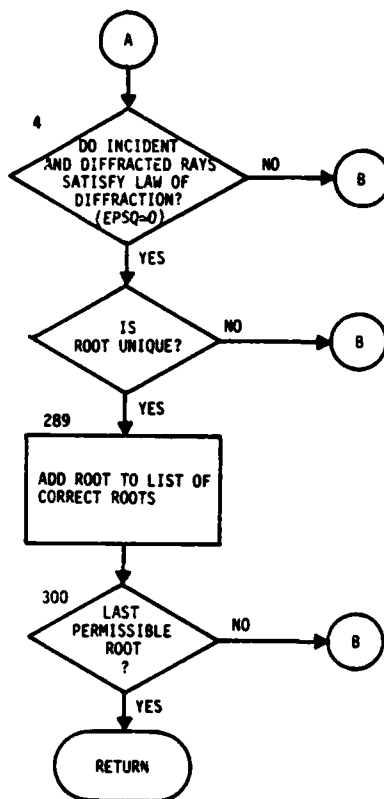 A
4
DO INCIDENT
AND DIFFRACTED RAYS
SATISFY LAW OF
DIFFRACTION?
(EPSQ=0)
NO
B
YES
IS
ROOT UNIQUE?
NO
B
YES
289
ADD ROOT TO LIST OF
CORRECT ROOTS
300
LAST
PERMISSIBLE
ROOT
?
NO
B
YES
RETURN